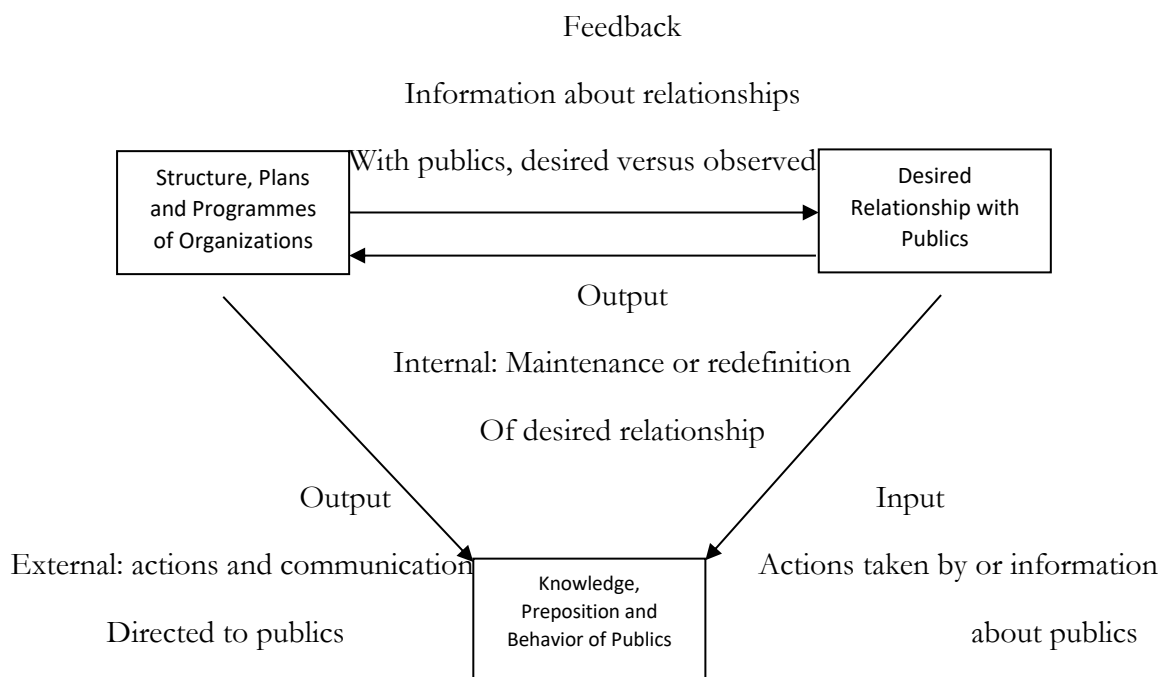 Feedback
Information about relationships
With publics, desired versus observed
Structure, Plans
and Programmes
of Organizations
Desired
Relationship with
Publics
Output
Internal: Maintenance or redefinition
Of desired relationship
Output
External: actions and communication
Directed to publics
Input
Actions taken by or information
about publics
Knowledge,
Preposition and
Behavior of Publics